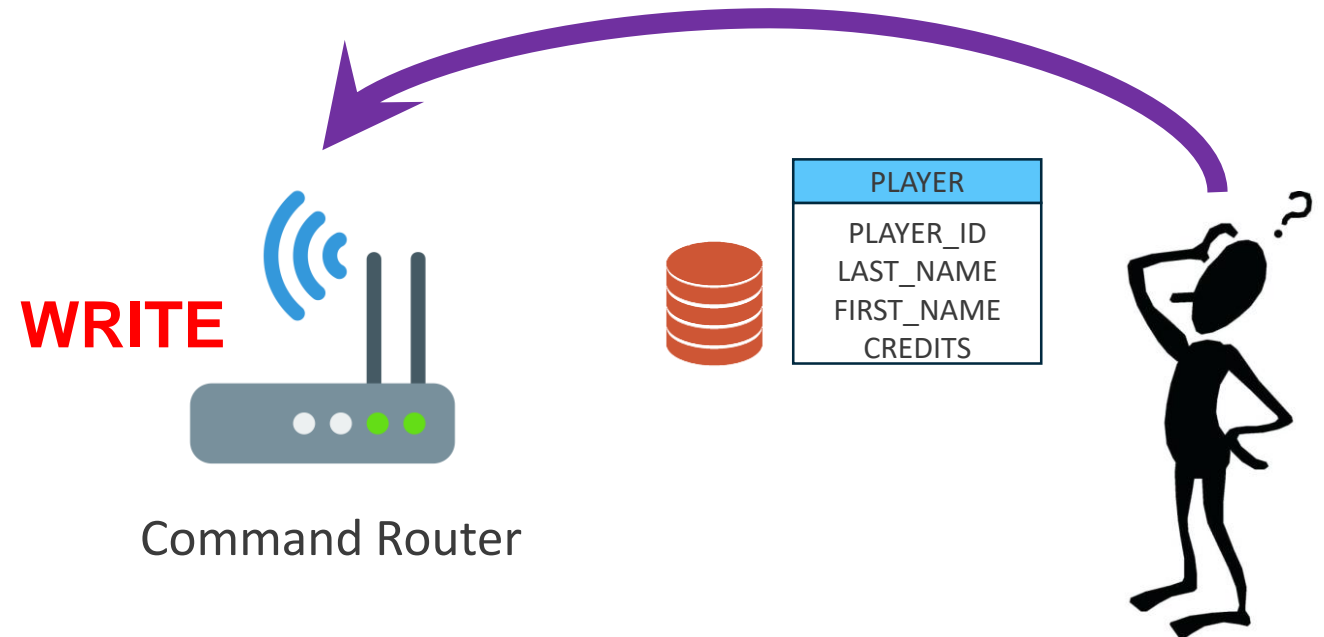 PLAYER
PLAYER_ID
LAST_NAME
FIRST_NAME
CREDITS
WRITE
Command Router
?